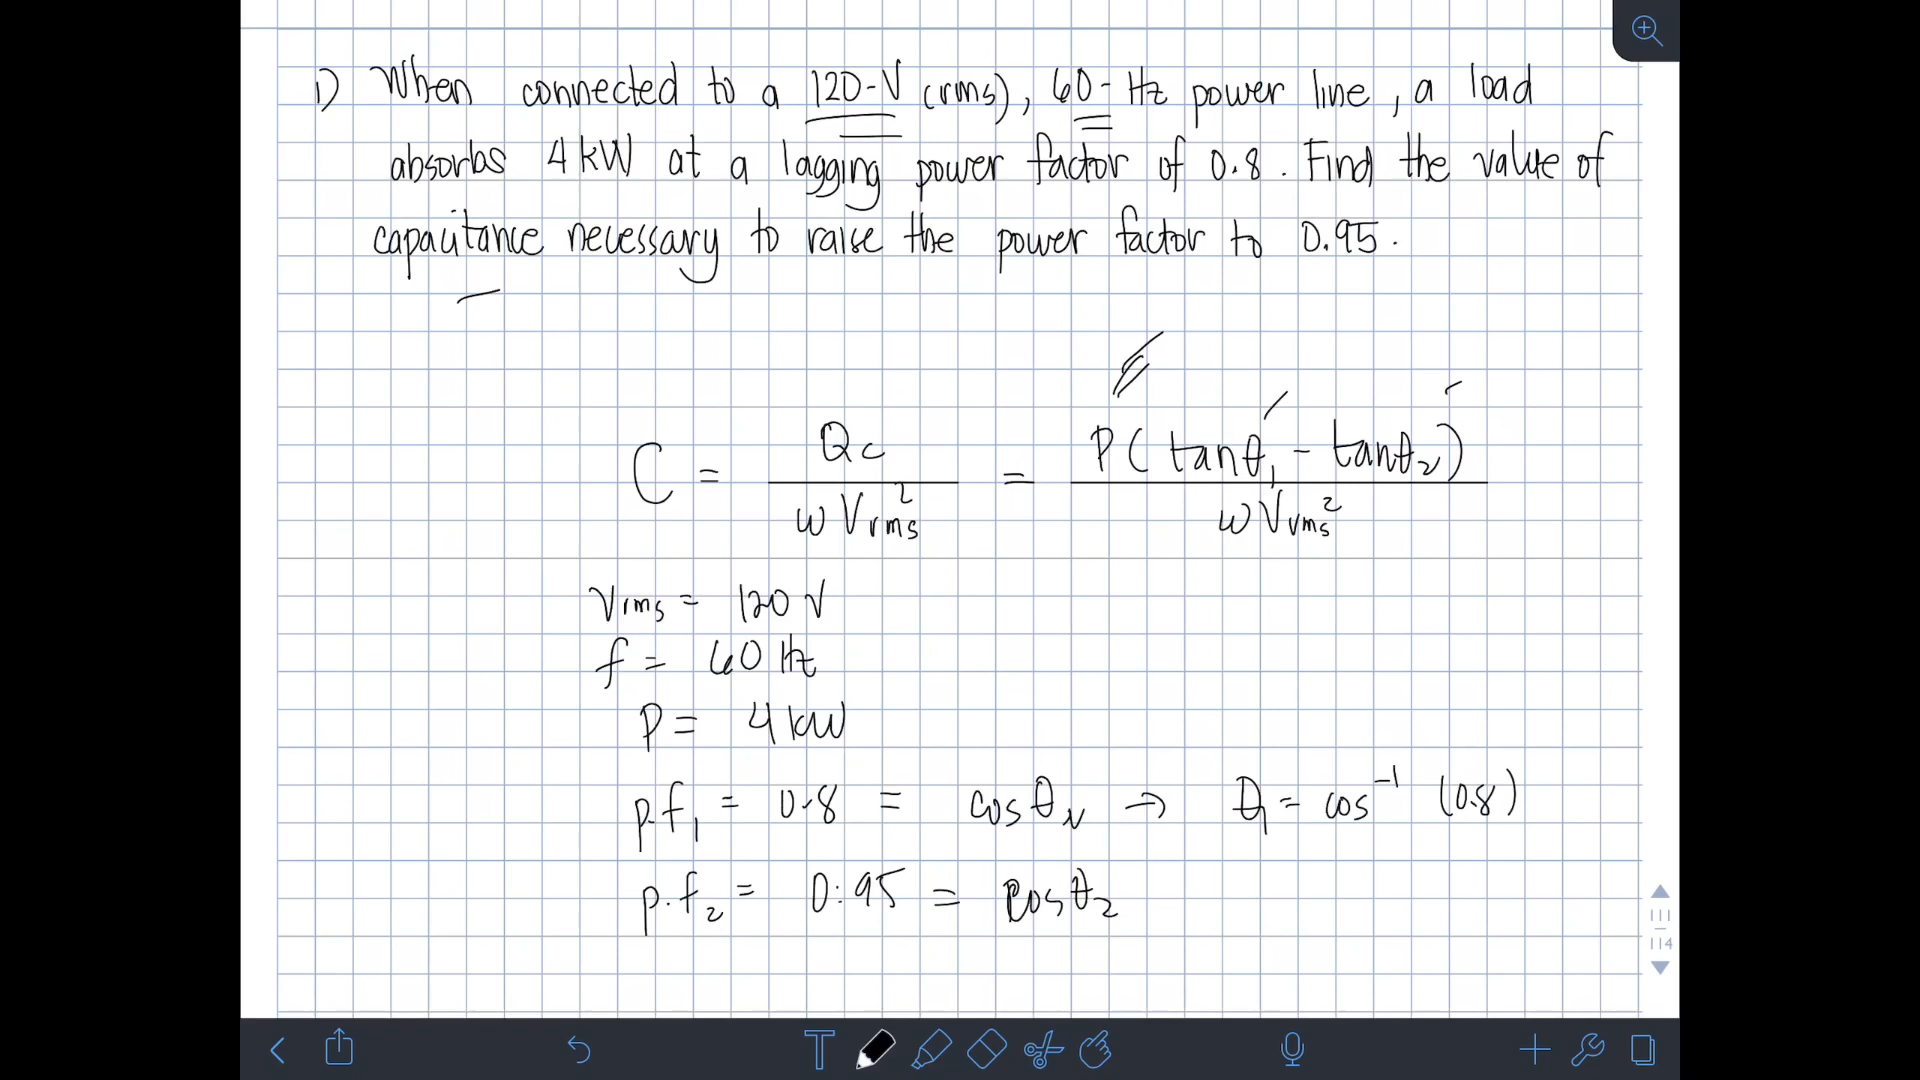 1) When connected to a 120-V (rms), 60-Hz power line, a load
absorbs 4 kW at a lagging power factor of 0.8. Find the value of
capacitance necessary to raise the power factor to 0.95.
C = Qc / ωVrms² = P(tanθ₁ - tanθ₂) / ωVrms²
Vrms = 120 V
f = 60 Hz
P = 4 kW
p.f₁ = 0.8 = cosθ → θ₁ = cos⁻¹ (0.8)
p.f₂ = 0.95 = cosθ₂
111
114
T